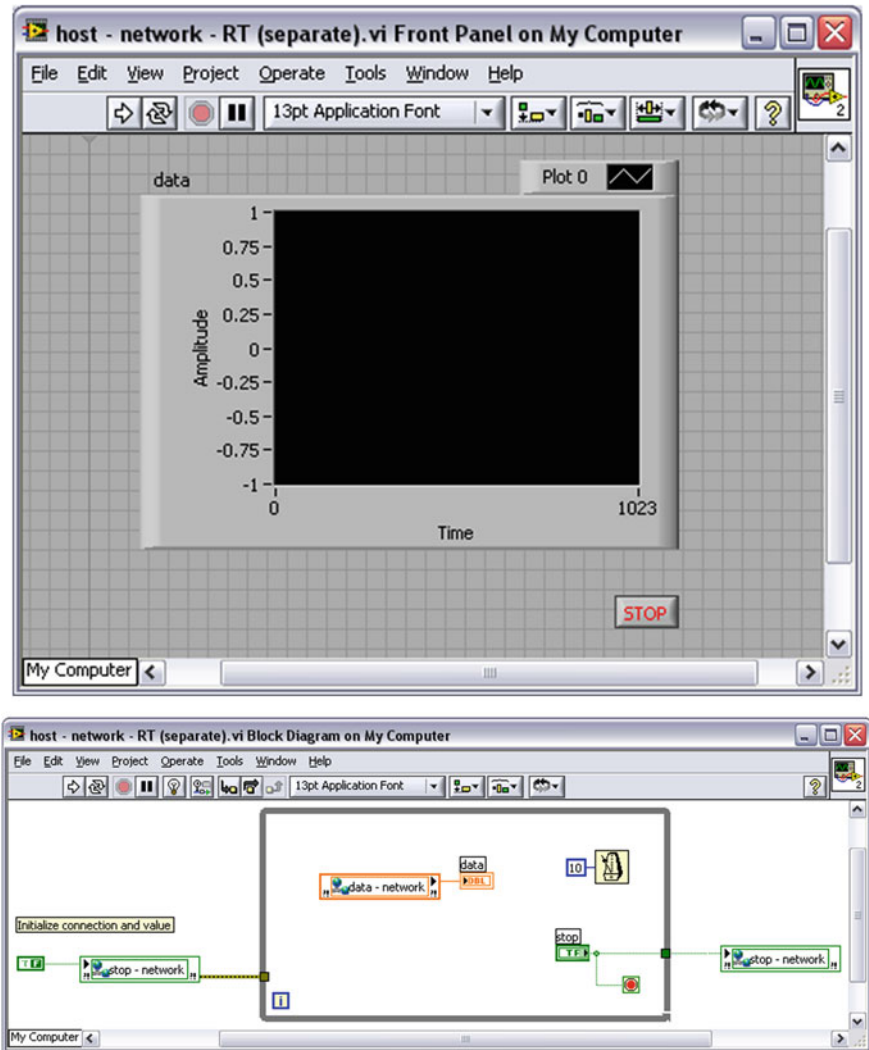 host - network - RT (separate).vi Front Panel on My Computer
File Edit View Project Operate Tools Window Help
13pt Application Font
2
data
Plot 0
1
0.75
0.5
0.25
0
-0.25
-0.5
-0.75
-1
Amplitude
0 1023
Time
STOP
My Computer
host - network - RT (separate).vi Block Diagram on My Computer
File Edit View Project Operate Tools Window Help
13pt Application Font
2
data
10
data - network
DBL
Initialize connection and value
stop
TF
TF
stop - network
stop - network
i
My Computer